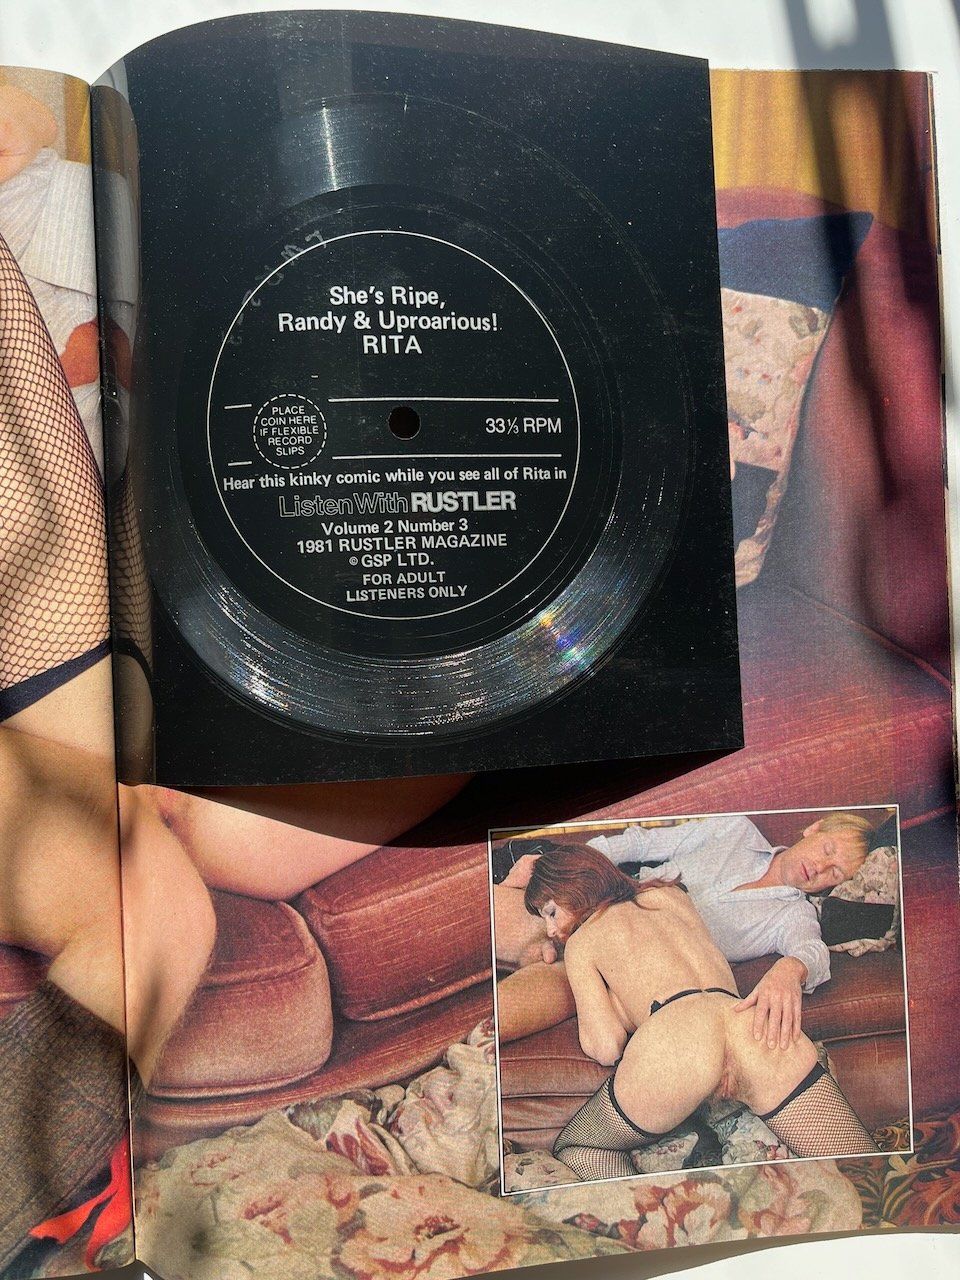 She's Ripe,
Randy & Uproarious!
RITA
PLACE
COIN HERE
IF FLEXIBLE
RECORD
SLIPS
33⅓ RPM
Hear this kinky comic while you see all of Rita in
Listen With RUSTLER
Volume 2 Number 3
1981 RUSTLER MAGAZINE
© GSP LTD.
FOR ADULT
LISTENERS ONLY